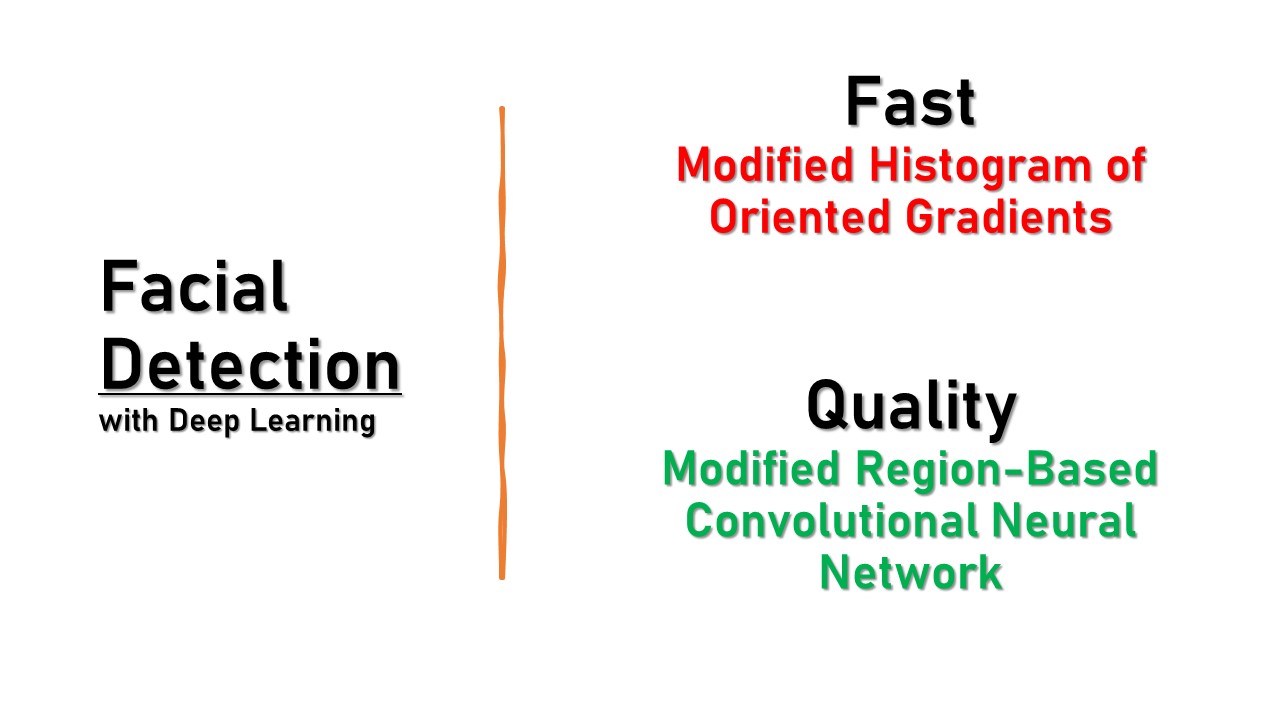 Facial
Detection
with Deep Learning
Fast
Modified Histogram of
Oriented Gradients
Quality
Modified Region-Based
Convolutional Neural
Network